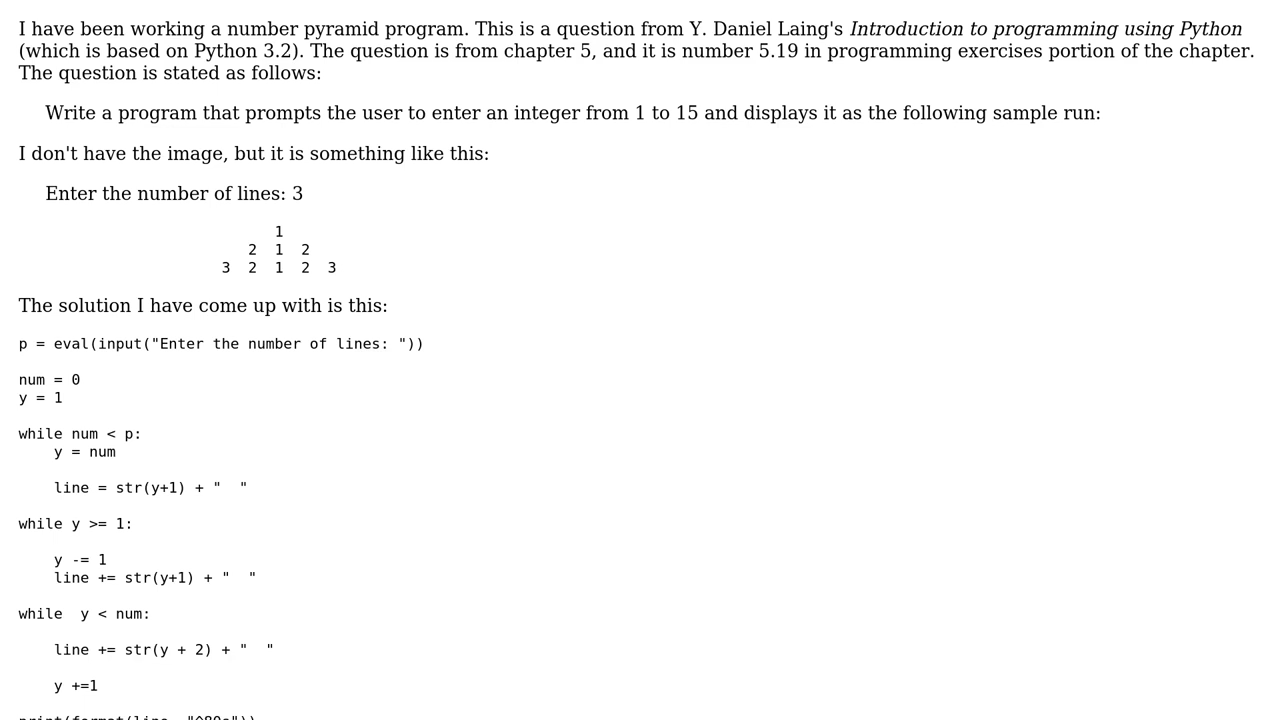 I have been working a number pyramid program. This is a question from Y. Daniel Laing's Introduction to programming using Python
(which is based on Python 3.2). The question is from chapter 5, and it is number 5.19 in programming exercises portion of the chapter.
The question is stated as follows:
Write a program that prompts the user to enter an integer from 1 to 15 and displays it as the following sample run:
I don't have the image, but it is something like this:
Enter the number of lines: 3
1
2  1  2
3  2  1  2  3
The solution I have come up with is this:
p = eval(input("Enter the number of lines: "))
num = 0
y = 1
while num < p:
    y = num
    line = str(y+1) + "  "
while y >= 1:
    y -= 1
    line += str(y+1) + "  "
while  y < num:
    line += str(y + 2) + "  "
    y +=1